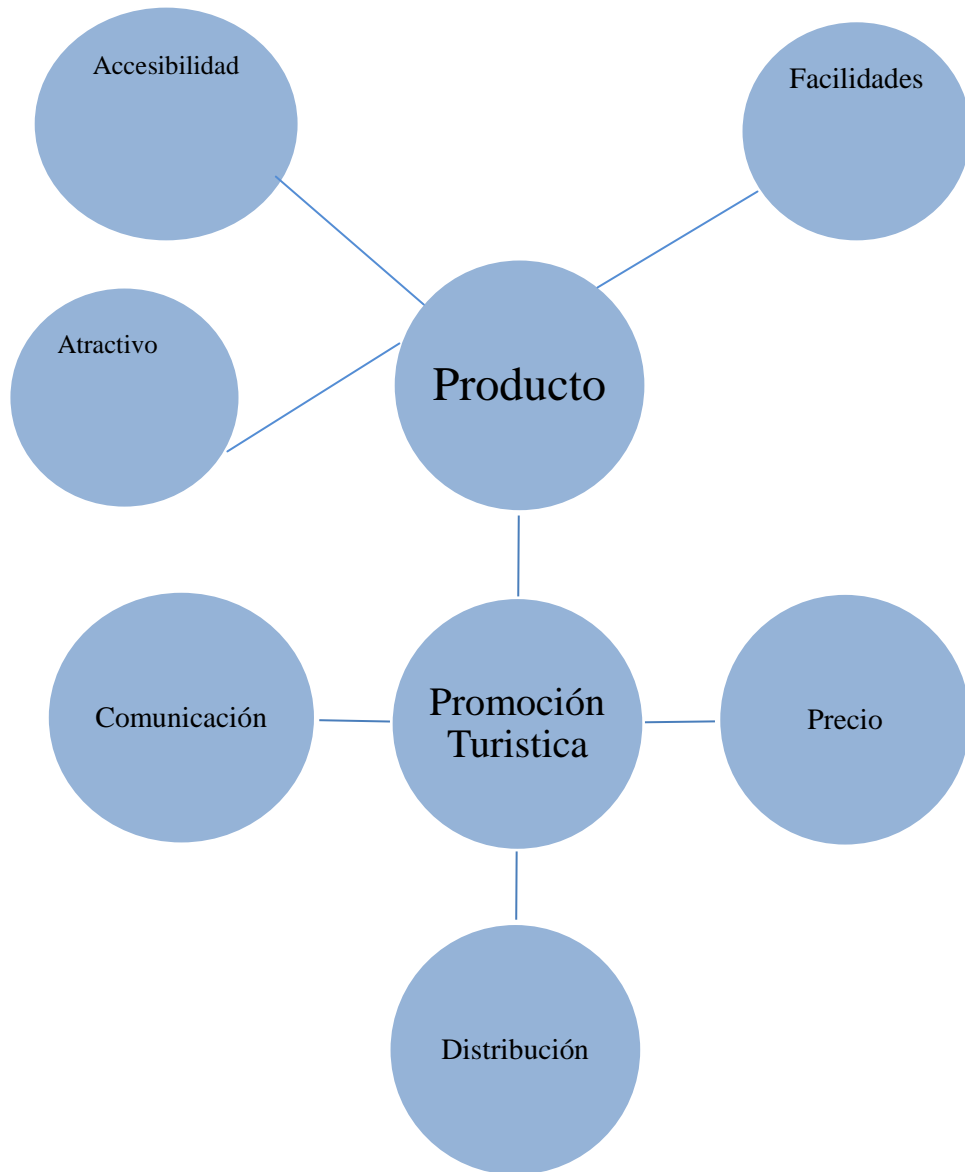 Accesibilidad
Facilidades
Atractivo
Producto
Comunicación
Promoción
Turistica
Precio
Distribución